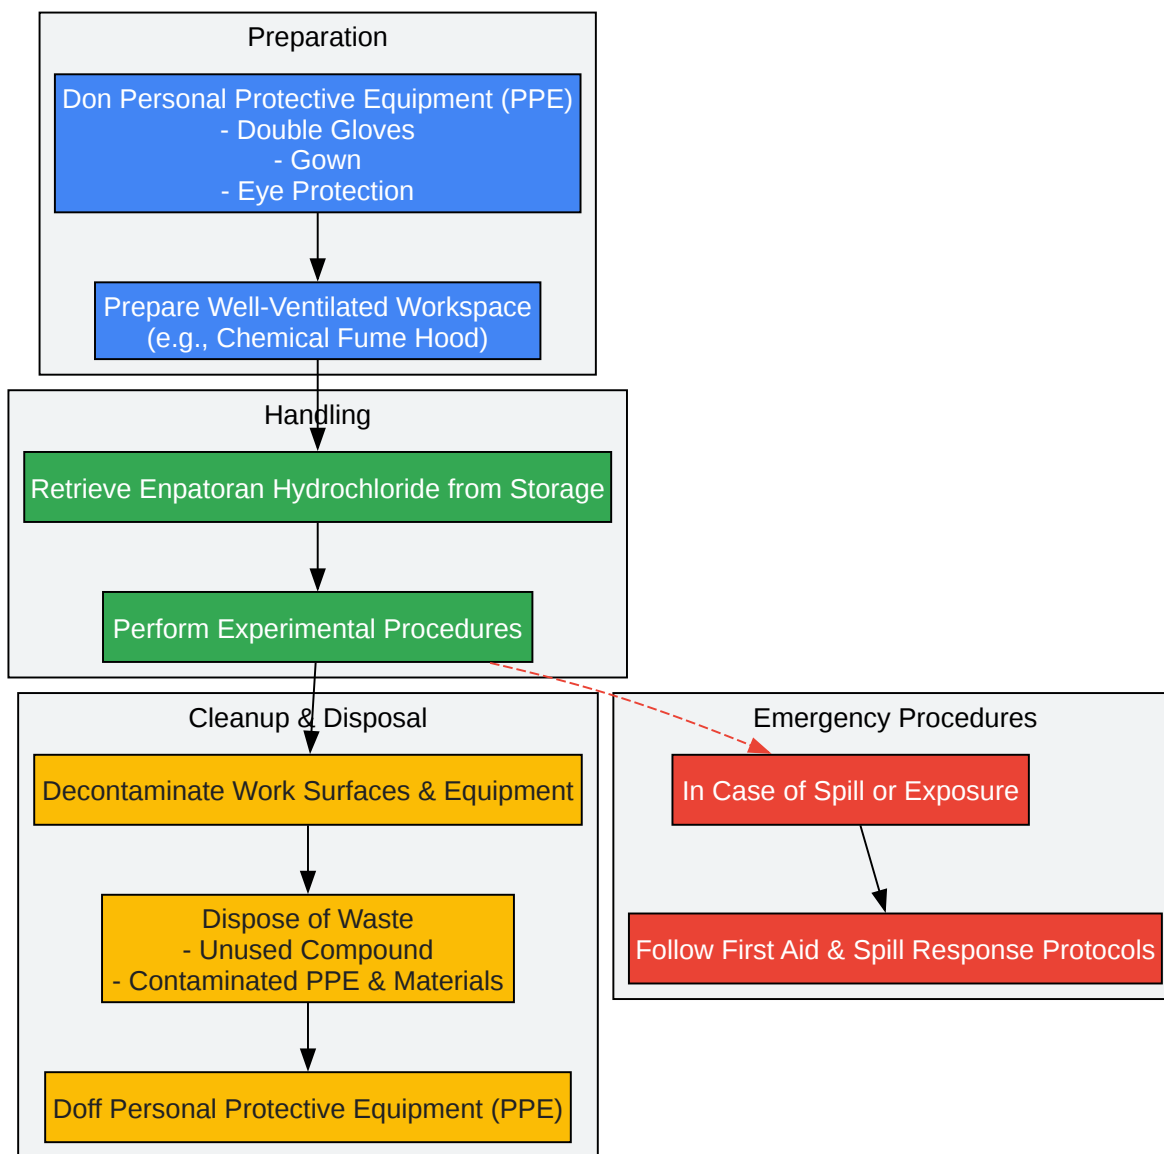 Preparation
Don Personal Protective Equipment (PPE)
- Double Gloves
- Gown
- Eye Protection
Prepare Well-Ventilated Workspace
(e.g., Chemical Fume Hood)
Handling
Retrieve Enpatoran Hydrochloride from Storage
Perform Experimental Procedures
Cleanup & Disposal
Decontaminate Work Surfaces & Equipment
Dispose of Waste
- Unused Compound
- Contaminated PPE & Materials
Doff Personal Protective Equipment (PPE)
Emergency Procedures
In Case of Spill or Exposure
Follow First Aid & Spill Response Protocols